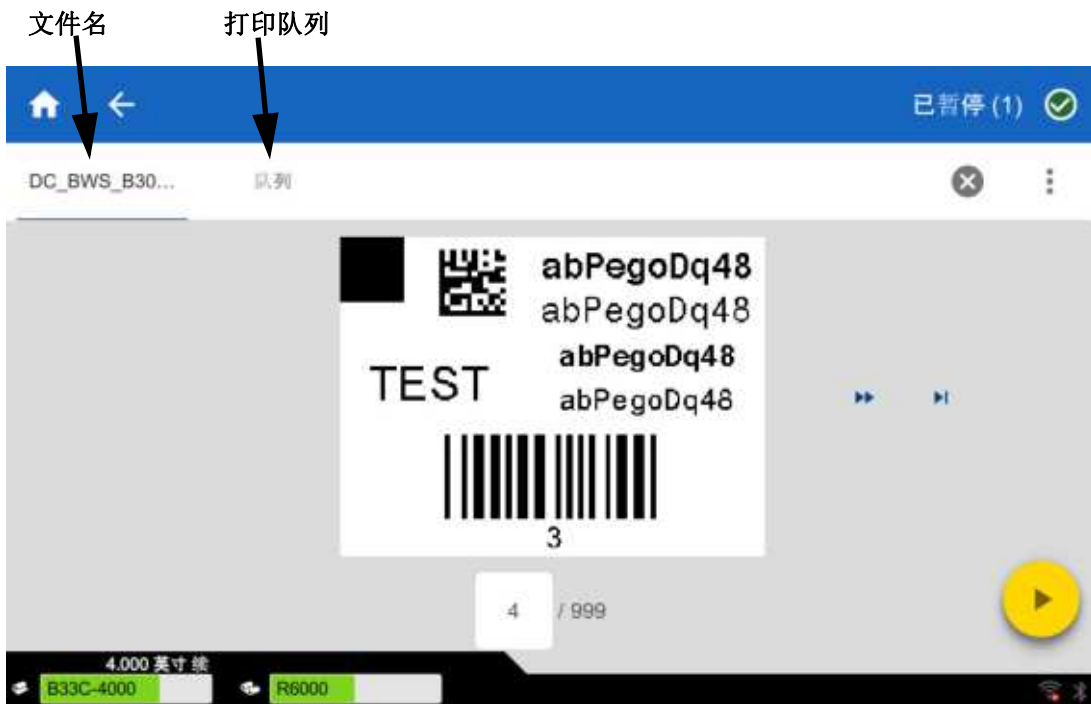 文件名 打印队列
已暂停 (1)
DC_BWS_B30... 队列
abPegoDq48
abPegoDq48
abPegoDq48
TEST
abPegoDq48
3
4 / 999
4.000 英寸 续
B33C-4000 R6000